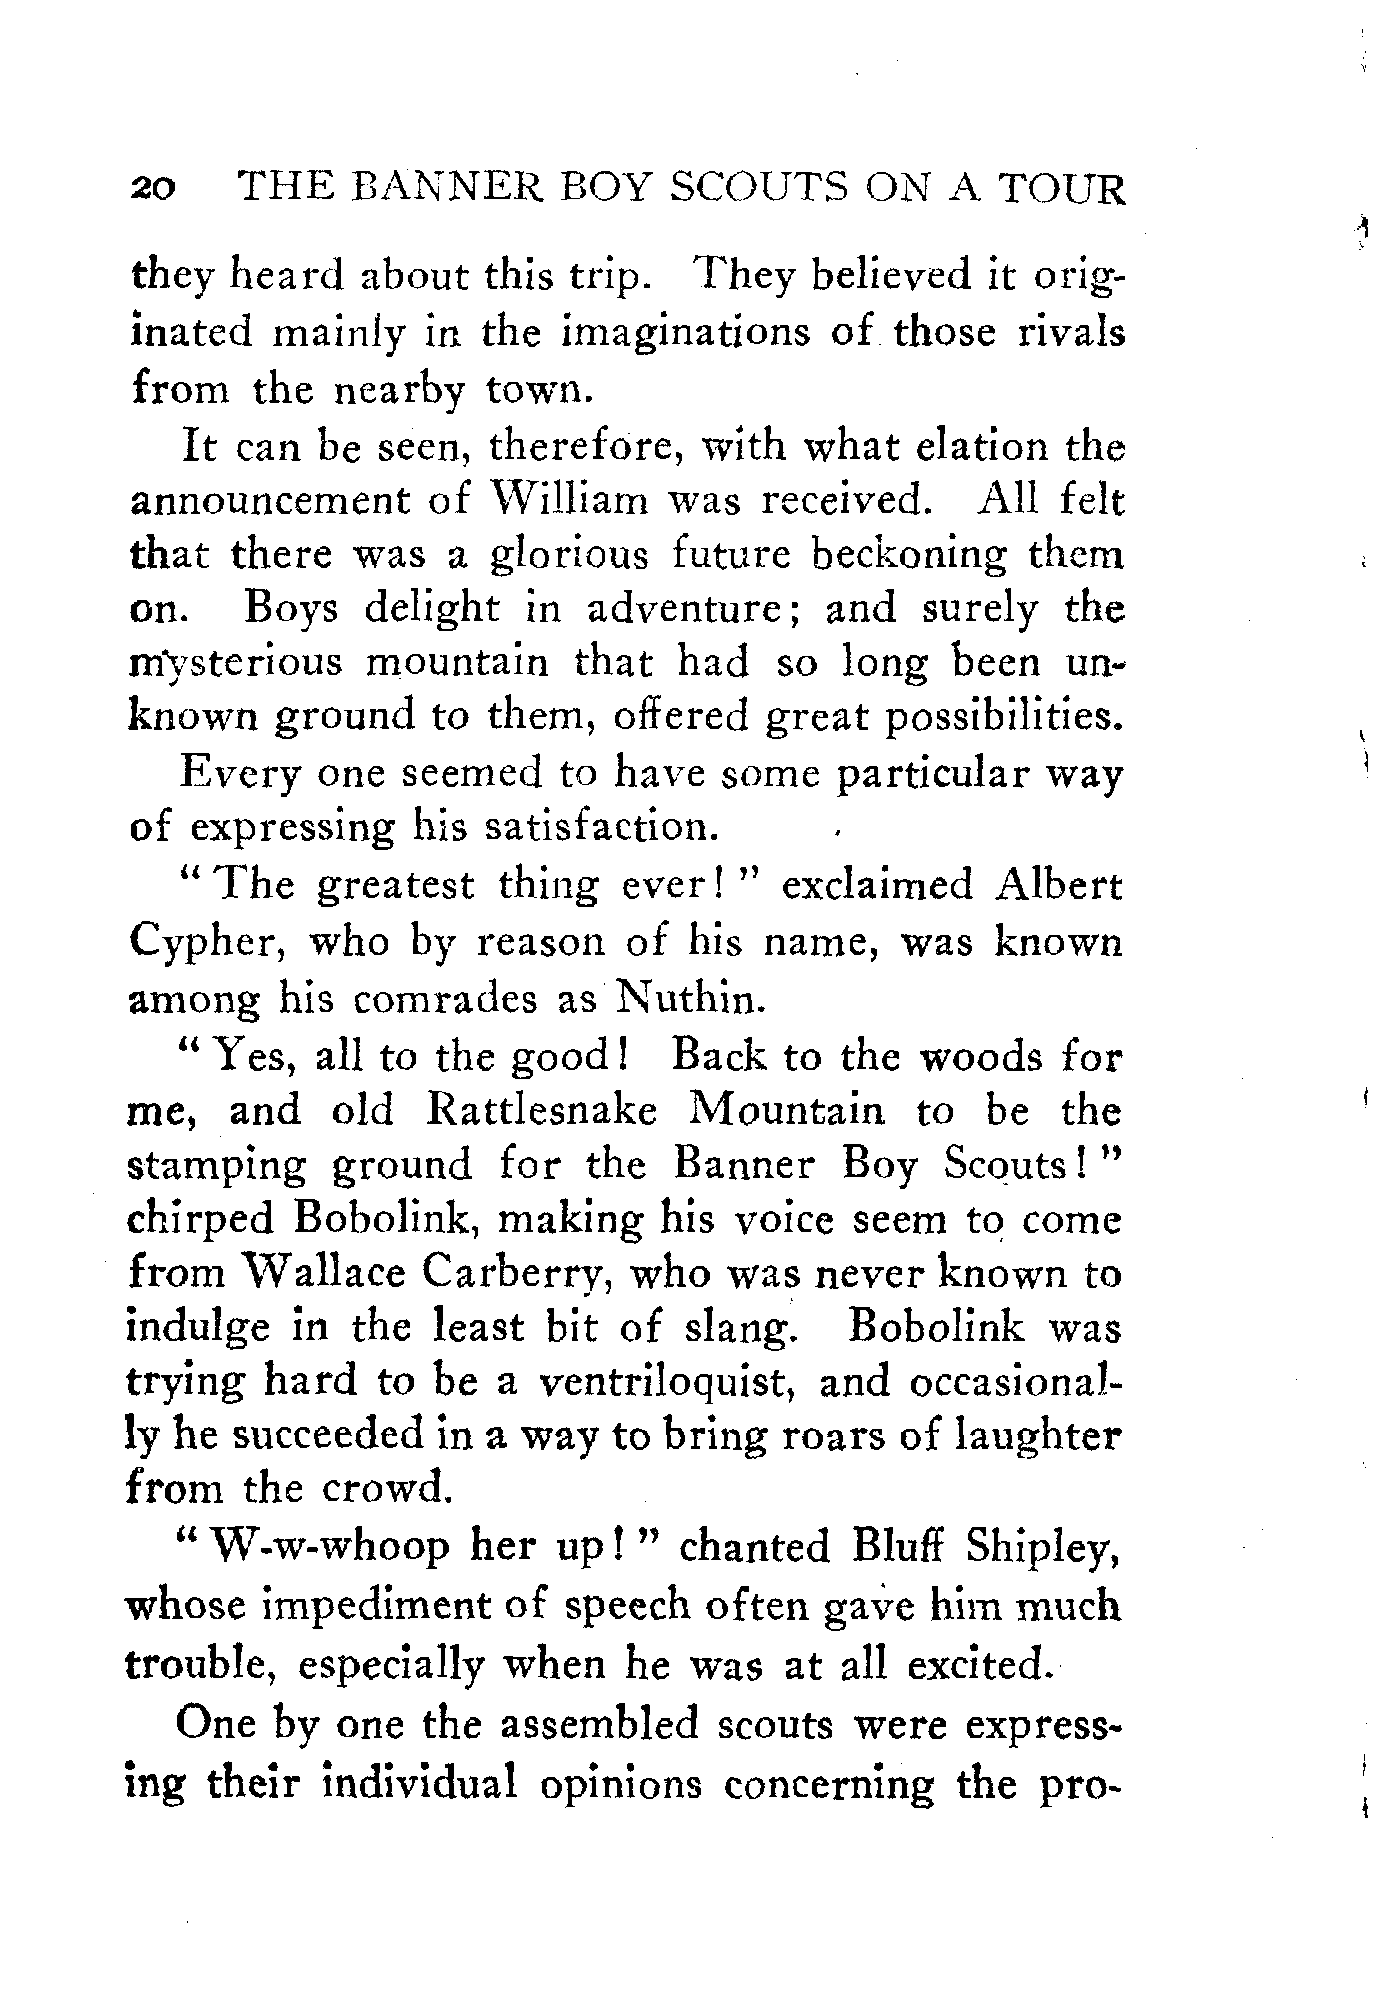 20 THE BANNER BOY SCOUTS ON A TOUR
they heard about this trip. They believed it orig-
inated mainly in the imaginations of those rivals
from the nearby town.
It can be seen, therefore, with what elation the
announcement of William was received. All felt
that there was a glorious future beckoning them
on. Boys delight in adventure; and surely the
mysterious mountain that had so long been un-
known ground to them, offered great possibilities.
Every one seemed to have some particular way
of expressing his satisfaction.
“ The greatest thing ever! ” exclaimed Albert
Cypher, who by reason of his name, was known
among his comrades as Nuthin.
“ Yes, all to the good! Back to the woods for
me, and old Rattlesnake Mountain to be the
stamping ground for the Banner Boy Scouts! ”
chirped Bobolink, making his voice seem to come
from Wallace Carberry, who was never known to
indulge in the least bit of slang. Bobolink was
trying hard to be a ventriloquist, and occasional-
ly he succeeded in a way to bring roars of laughter
from the crowd.
“ W-w-whoop her up! ” chanted Bluff Shipley,
whose impediment of speech often gave him much
trouble, especially when he was at all excited.
One by one the assembled scouts were express-
ing their individual opinions concerning the pro-